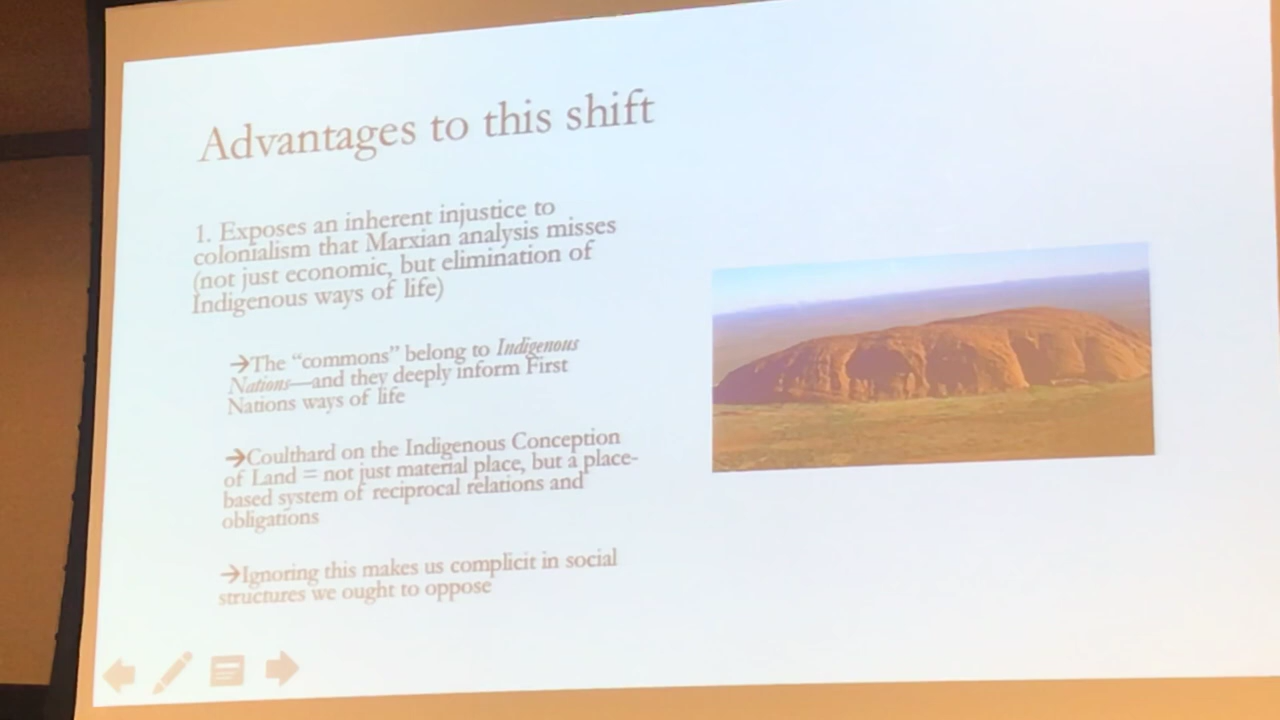 Advantages to this shift
1. Exposes an inherent injustice to
colonialism that Marxian analysis misses
(not just economic, but elimination of
Indigenous ways of life)
→The “commons” belong to Indigenous
Nations—and they deeply inform First
Nations ways of life
→Coulthard on the Indigenous Conception
of Land = not just material place, but a place-
based system of reciprocal relations and
obligations
→Ignoring this makes us complicit in social
structures we ought to oppose